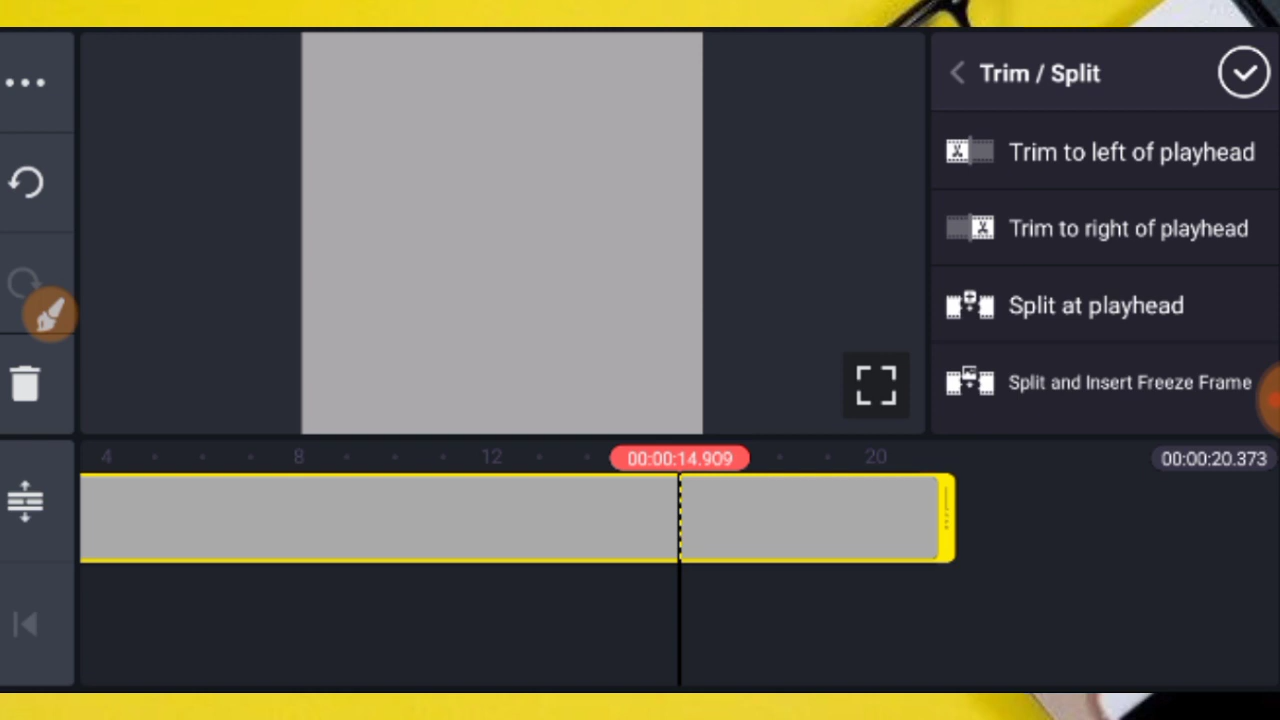 Trim / Split
Trim to left of playhead
Trim to right of playhead
Split at playhead
Split and Insert Freeze Frame
4
8
12
00:00:14.909
20
00:00:20.373